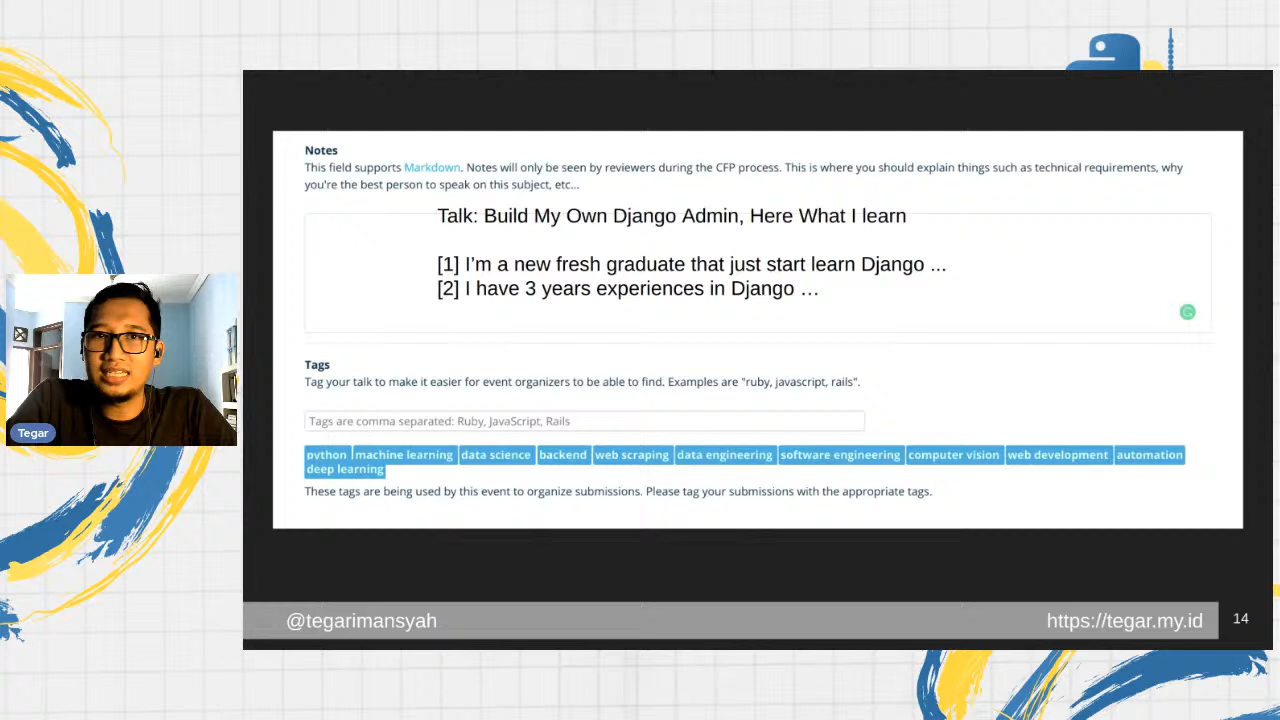 Notes
This field supports Markdown. Notes will only be seen by reviewers during the CFP process. This is where you should explain things such as technical requirements, why
you're the best person to speak on this subject, etc...
Talk: Build My Own Django Admin, Here What I learn
[1] I’m a new fresh graduate that just start learn Django ...
[2] I have 3 years experiences in Django …
Tags
Tag your talk to make it easier for event organizers to be able to find. Examples are "ruby, javascript, rails".
Tags are comma separated: Ruby, JavaScript, Rails
python machine learning data science backend web scraping data engineering software engineering computer vision web development automation
deep learning
These tags are being used by this event to organize submissions. Please tag your submissions with the appropriate tags.
Tegar
@tegarimansyah https://tegar.my.id 14